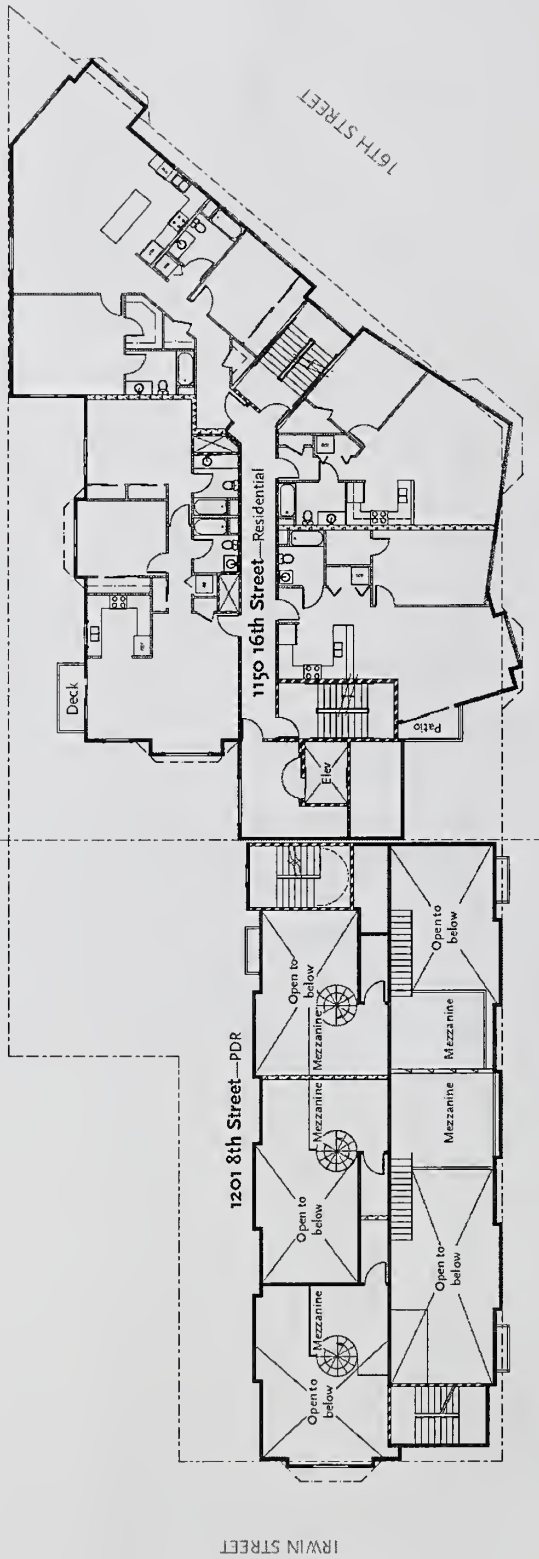 16TH STREET
Deck
1150 16th Street—Residential
Elev
Patio
1201 8th Street—PDR
Open to
below
Mezzanine
Open to
below
Mezzanine
Open to
below
Mezzanine
Open to
below
Mezzanine
Mezzanine
Open to
below
IRWIN STREET